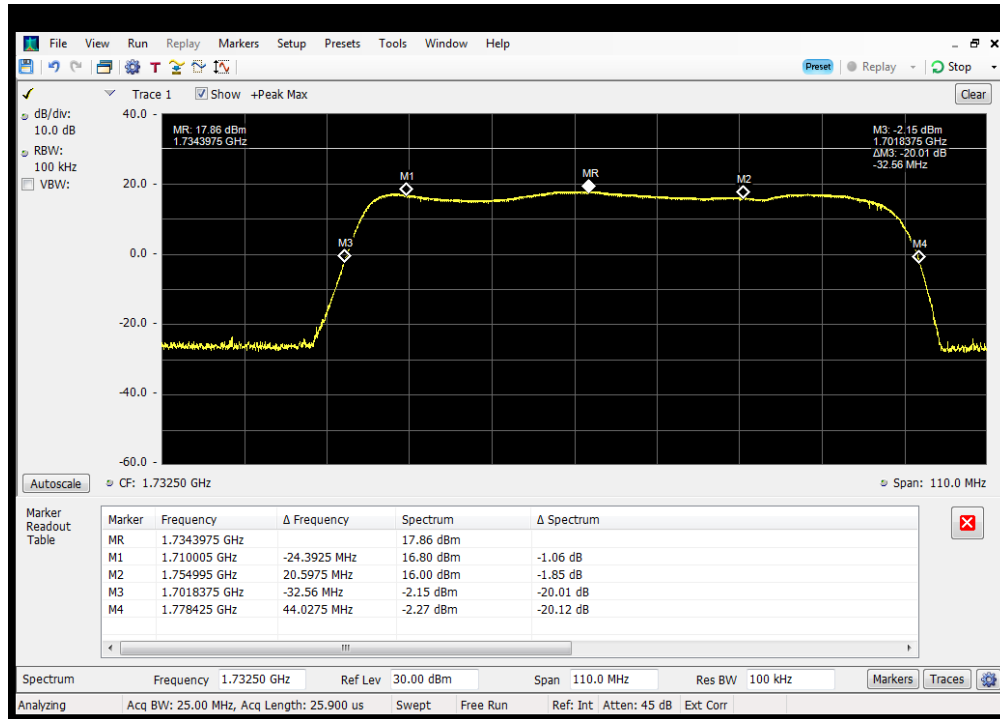 File View Run Replay Markers Setup Presets Tools Window Help
T Preset Replay Stop
Trace 1 Show +Peak Max Clear
dB/div:
10.0 dB
RBW:
100 kHz
VBW:
40.0
20.0
0.0
-20.0
-40.0
-60.0
MR: 17.86 dBm
1.7343975 GHz
M3: -2.15 dBm
1.7018375 GHz
ΔM3: -20.01 dB
-32.56 MHz
M1
MR
M2
M3
M4
Autoscale CF: 1.73250 GHz Span: 110.0 MHz
Marker
Readout
Table
Marker Frequency Δ Frequency Spectrum Δ Spectrum
MR 1.7343975 GHz 17.86 dBm
M1 1.710005 GHz -24.3925 MHz 16.80 dBm -1.06 dB
M2 1.754995 GHz 20.5975 MHz 16.00 dBm -1.85 dB
M3 1.7018375 GHz -32.56 MHz -2.15 dBm -20.01 dB
M4 1.778425 GHz 44.0275 MHz -2.27 dBm -20.12 dB
Spectrum Frequency 1.73250 GHz Ref Lev 30.00 dBm Span 110.0 MHz Res BW 100 kHz Markers Traces
Analyzing Acq BW: 25.00 MHz, Acq Length: 25.900 us Swept Free Run Ref: Int Atten: 45 dB Ext Corr